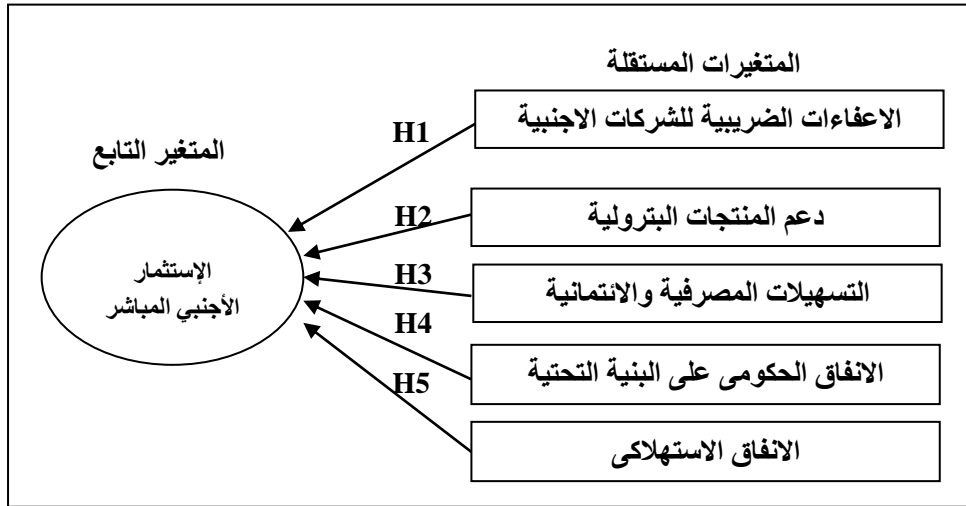 المتغيرات المستقلة
الاعفاءات الضريبية للشركات الاجنبية
H1
المتغير التابع
دعم المنتجات البترولية
H2
الإستثمار
الأجنبي المباشر
التسهيلات المصرفية والائتمانية
H3
الانفاق الحكومى على البنية التحتية
H4
الانفاق الاستهلاكى
H5